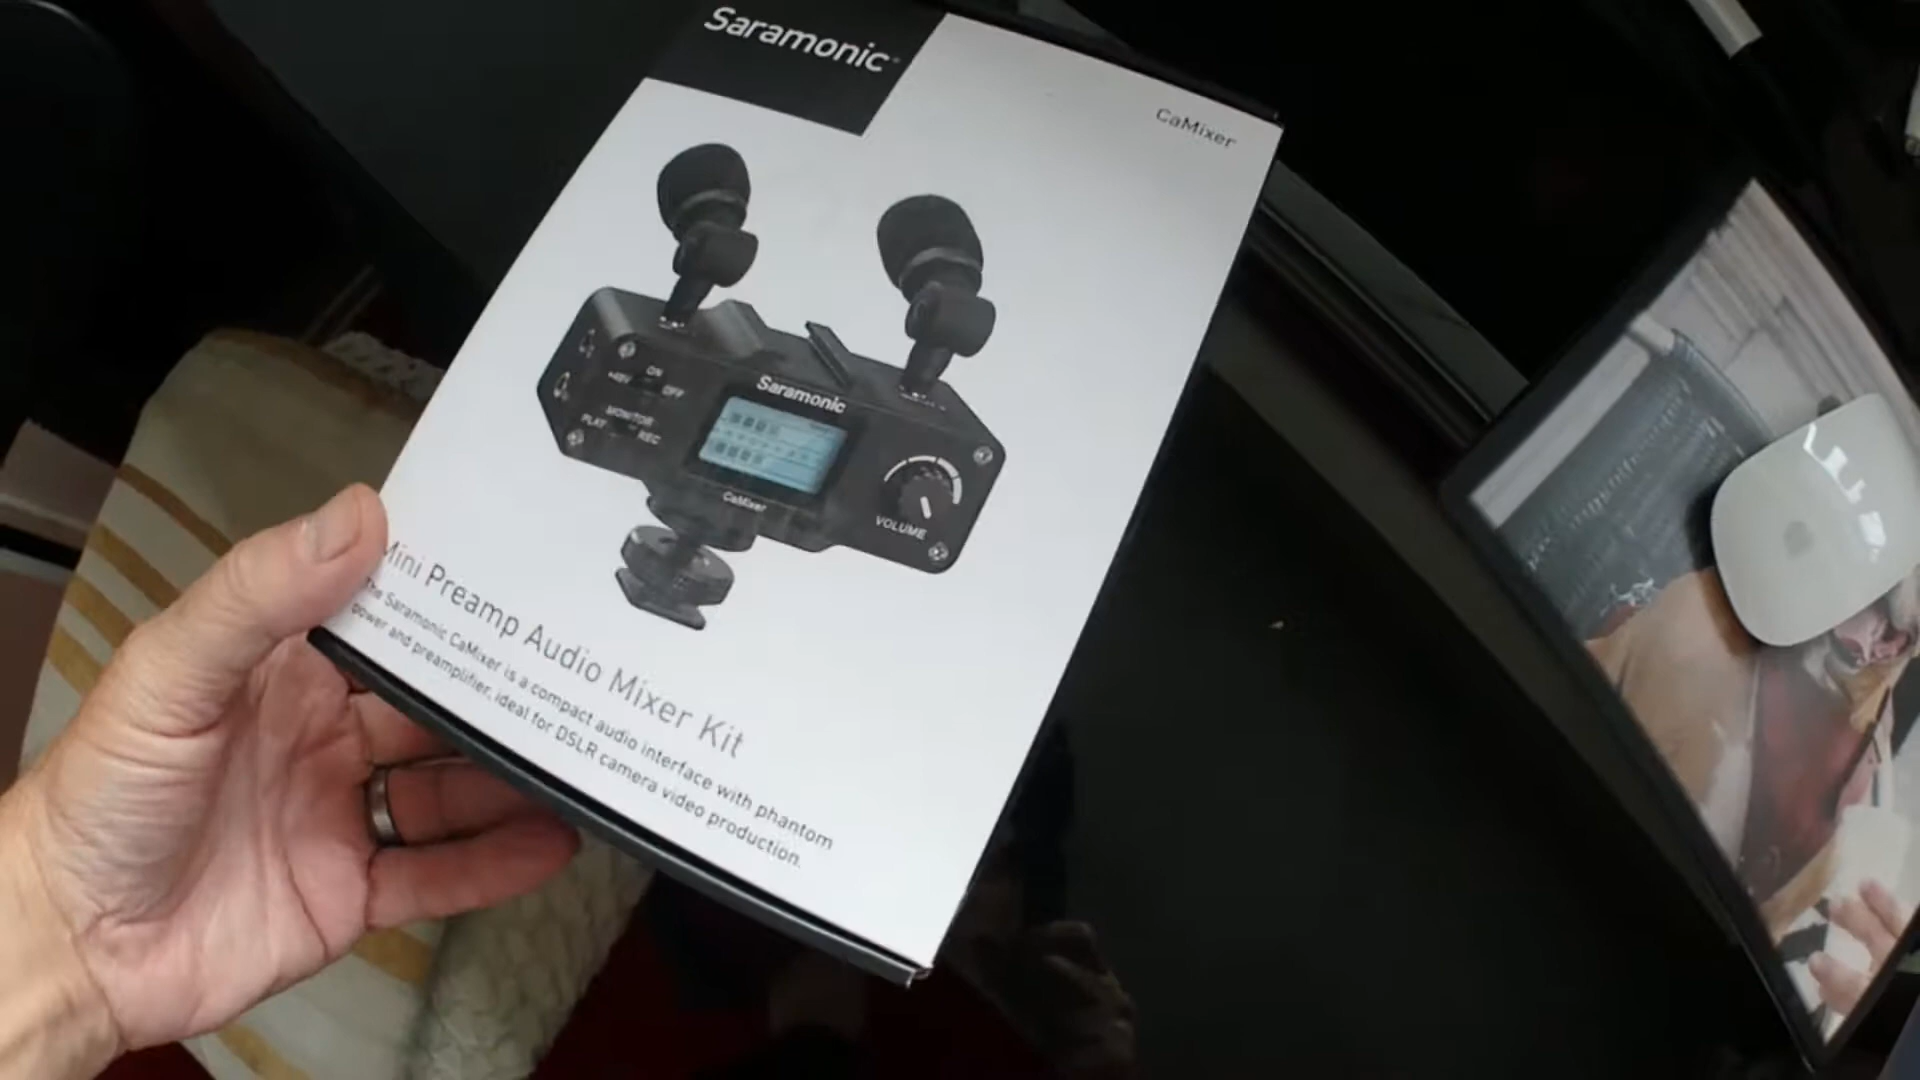 Saramonic
CaMixer
ON
+48V
OFF
MONITOR
PLAY
REC
Saramonic
CaMixer
VOLUME
Mini Preamp Audio Mixer Kit
The Saramonic CaMixer is a compact audio interface with phantom
power and preamplifier, ideal for DSLR camera video production.